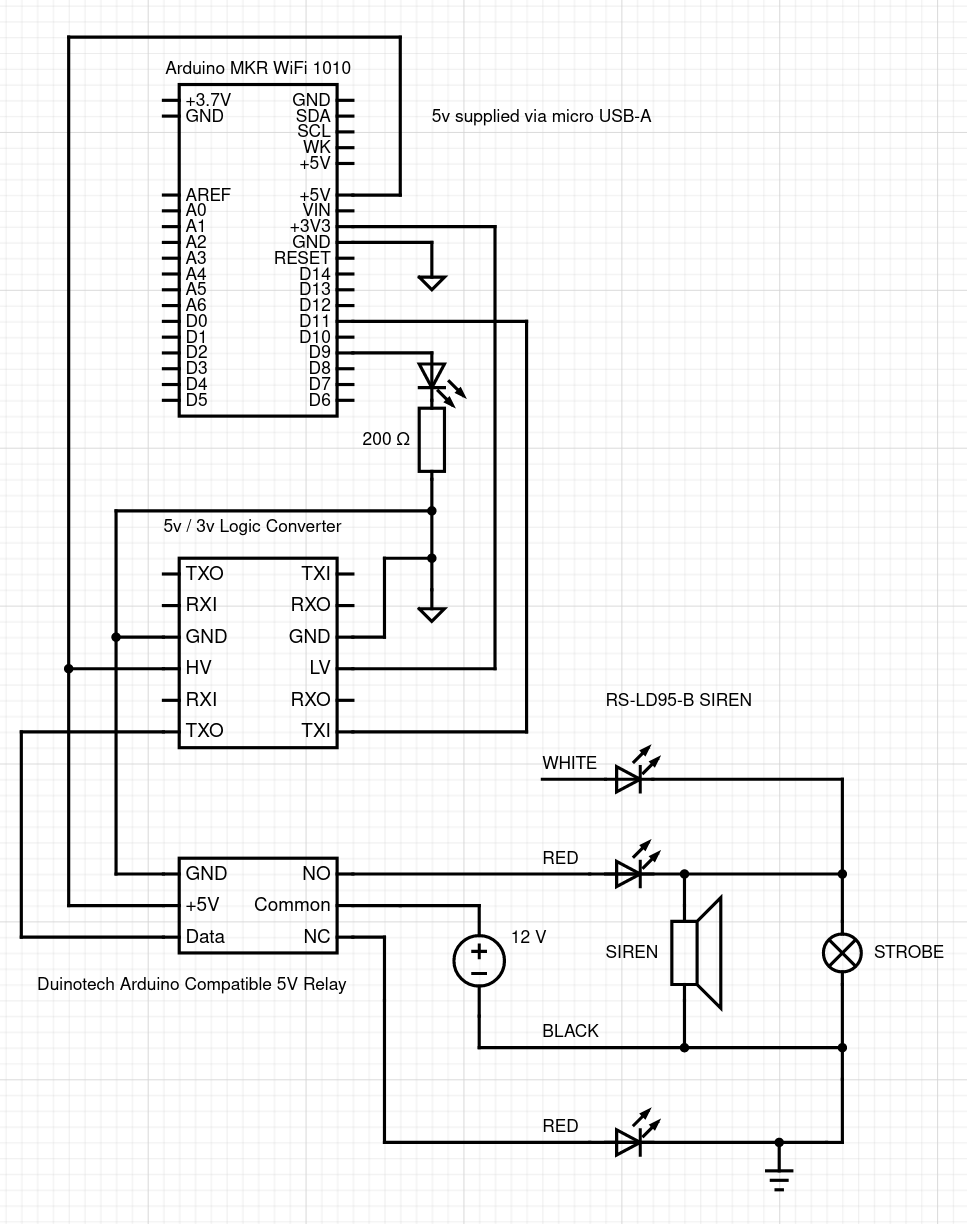 Arduino MKR WiFi 1010
+3.7V
GND
AREF
A0
A1
A2
A3
A4
A5
A6
D0
D1
D2
D3
D4
D5
GND
SDA
SCL
WK
+5V
+5V
VIN
+3V3
GND
RESET
D14
D13
D12
D11
D10
D9
D8
D7
D6
5v supplied via micro USB-A
200 Ω
5v / 3v Logic Converter
TXO
RXI
GND
HV
RXI
TXO
TXI
RXO
GND
LV
RXO
TXI
RS-LD95-B SIREN
WHITE
RED
GND
+5V
Data
NO
Common
NC
Duinotech Arduino Compatible 5V Relay
12 V
SIREN
STROBE
BLACK
RED